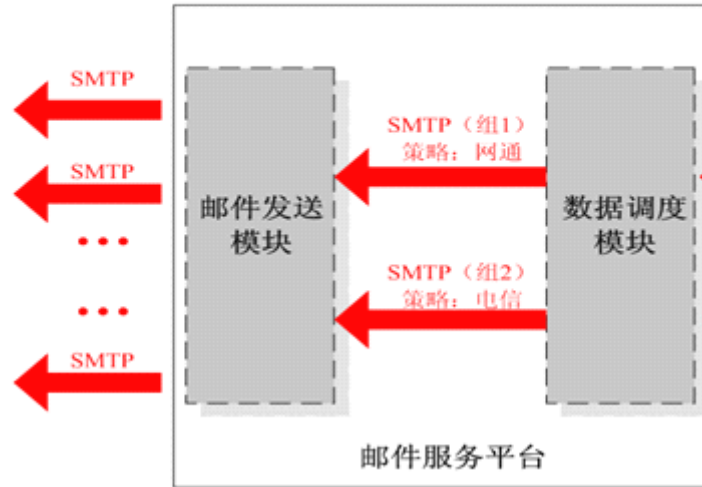 SMTP
SMTP
SMTP
邮件发送
模块
SMTP（组1）
策略：网通
SMTP（组2）
策略：电信
数据调度
模块
邮件服务平台